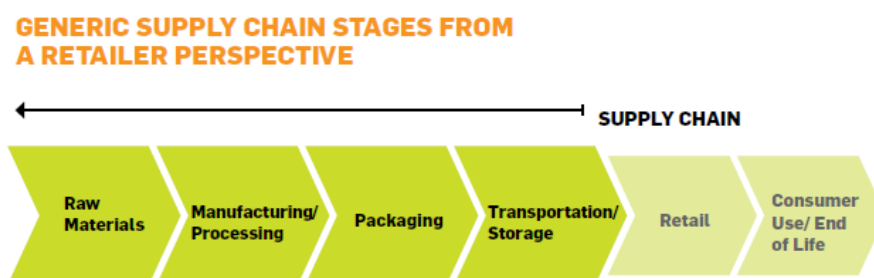 GENERIC SUPPLY CHAIN STAGES FROM
A RETAILER PERSPECTIVE
SUPPLY CHAIN
Raw
Materials
Manufacturing/
Processing
Packaging
Transportation/
Storage
Retail
Consumer
Use/ End
of Life